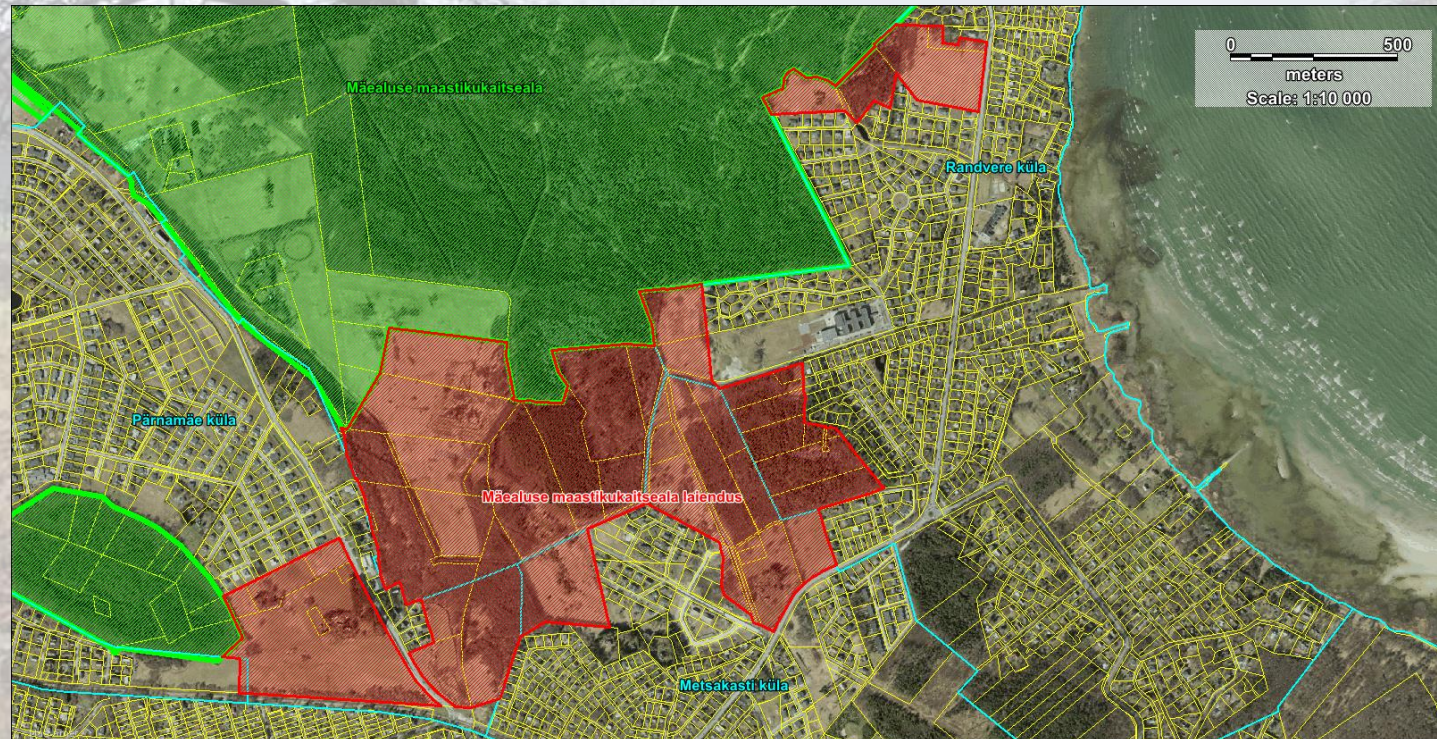 0 500
meters
Scale: 1:10 000
Mäealuse maastikukaitseala
Randvere küla
Pärnamäe küla
Mäealuse maastikukaitseala laiendus
Metsakasti küla